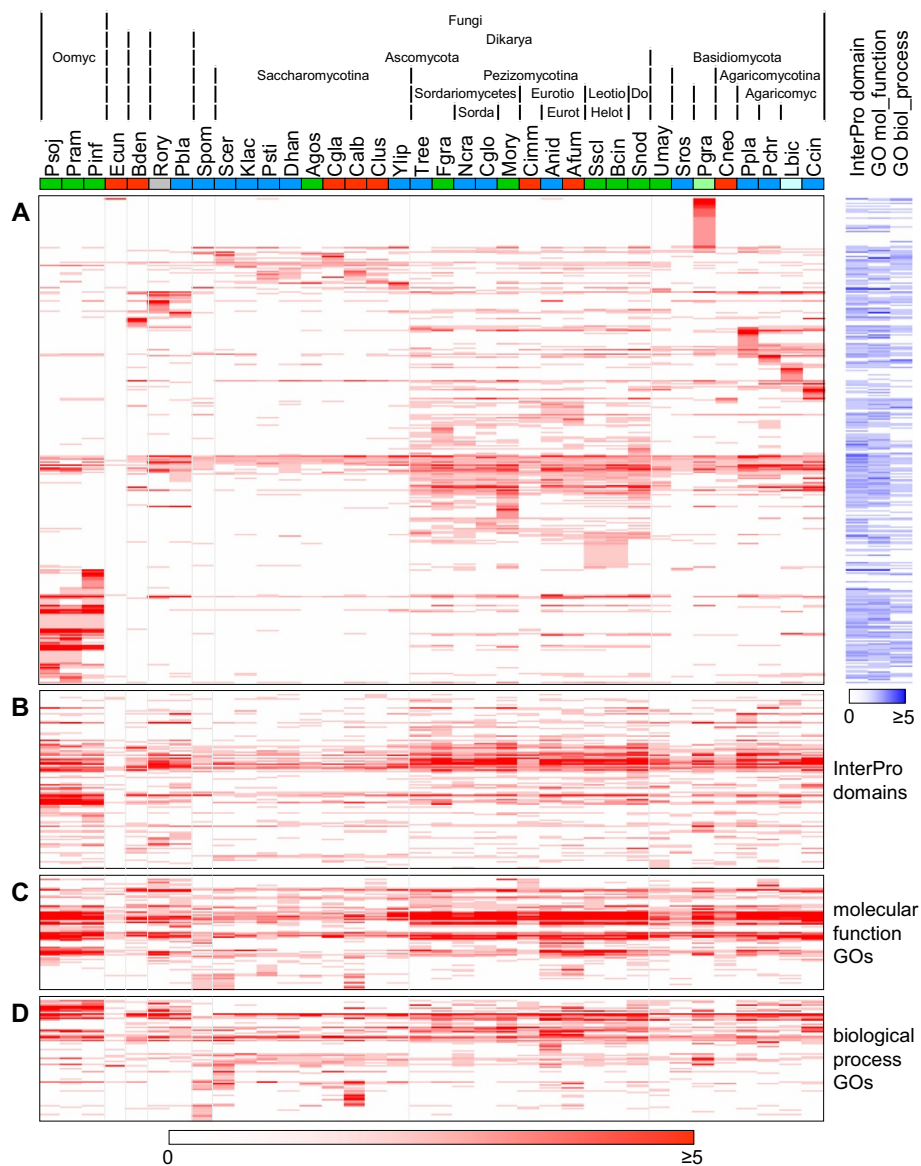 Fungi
Dikarya
Oomyc Ascomycota Basidiomycota
Saccharomycotina Pezizomycotina Agaricomycotina
Sordariomycetes Eurotio Leotio Do Agaricomyc
Sorda Eurot Helot
Psoj Pram Pinf Ecun Bden Rory Pbla Spom Scer Klac Psti Dhan Agos Cgla Calb Clus Ylip Tree Fgra Ncra Cglo Mory Cimm Anid Afum Sscl Bcin Snod Umay Sros Pgra Cneo Ppla Pchr Lbic Ccin
InterPro domain
GO mol_function
GO biol_process
A
0 ≥5
B
InterPro
domains
C
molecular
function
GOs
D
biological
process
GOs
0 ≥5